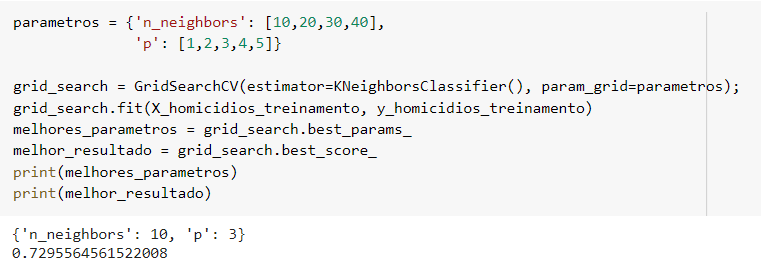 parametros = {'n_neighbors': [10,20,30,40],
'p': [1,2,3,4,5]}
grid_search = GridSearchCV(estimator=KNeighborsClassifier(), param_grid=parametros);
grid_search.fit(X_homicidios_treinamento, y_homicidios_treinamento)
melhores_parametros = grid_search.best_params_
melhor_resultado = grid_search.best_score_
print(melhores_parametros)
print(melhor_resultado)
{'n_neighbors': 10, 'p': 3}
0.7295564561522008